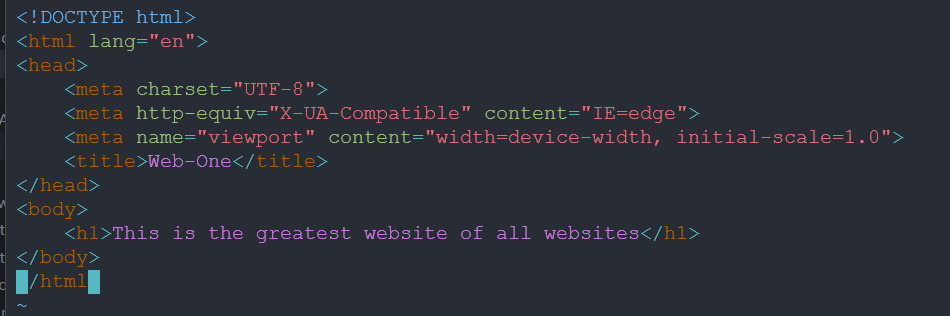 <!DOCTYPE html>
<html lang="en">
<head>
    <meta charset="UTF-8">
    <meta http-equiv="X-UA-Compatible" content="IE=edge">
    <meta name="viewport" content="width=device-width, initial-scale=1.0">
    <title>Web-One</title>
</head>
<body>
    <h1>This is the greatest website of all websites</h1>
</body>
</html>
~